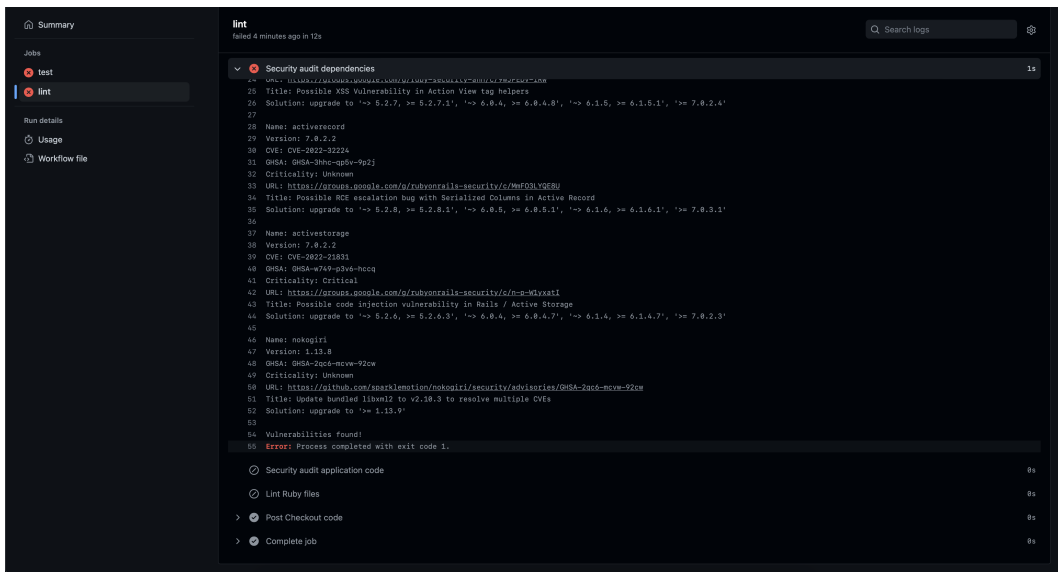 Summary
Jobs
test
lint
Run details
Usage
Workflow file
lint
failed 4 minutes ago in 12s
Search logs
Security audit dependencies
1s
25 Title: Possible XSS Vulnerability in Action View tag helpers
26 Solution: upgrade to '~> 5.2.7, >= 5.2.7.1', '~> 6.0.4, >= 6.0.4.8', '~> 6.1.5, >= 6.1.5.1', '>= 7.0.2.4'
27
28 Name: activerecord
29 Version: 7.0.2.2
30 CVE: CVE-2022-32224
31 GHSA: GHSA-3hhc-qp5v-9p2j
32 Criticality: Unknown
33 URL: https://groups.google.com/g/rubyonrails-security/c/MmFO3LYQE8U
34 Title: Possible RCE escalation bug with Serialized Columns in Active Record
35 Solution: upgrade to '~> 5.2.8, >= 5.2.8.1', '~> 6.0.5, >= 6.0.5.1', '~> 6.1.6, >= 6.1.6.1', '>= 7.0.3.1'
36
37 Name: activestorage
38 Version: 7.0.2.2
39 CVE: CVE-2022-21831
40 GHSA: GHSA-w749-p3v6-hccq
41 Criticality: Critical
42 URL: https://groups.google.com/g/rubyonrails-security/c/n-p-W1yxatI
43 Title: Possible code injection vulnerability in Rails / Active Storage
44 Solution: upgrade to '~> 5.2.6, >= 5.2.6.3', '~> 6.0.4, >= 6.0.4.7', '~> 6.1.4, >= 6.1.4.7', '>= 7.0.2.3'
45
46 Name: nokogiri
47 Version: 1.13.8
48 GHSA: GHSA-2qc6-mcvw-92cw
49 Criticality: Unknown
50 URL: https://github.com/sparklemotion/nokogiri/security/advisories/GHSA-2qc6-mcvw-92cw
51 Title: Update bundled libxml2 to v2.10.3 to resolve multiple CVEs
52 Solution: upgrade to '>= 1.13.9'
53
54 Vulnerabilities found!
55 Error: Process completed with exit code 1.
Security audit application code
0s
Lint Ruby files
0s
Post Checkout code
0s
Complete job
0s